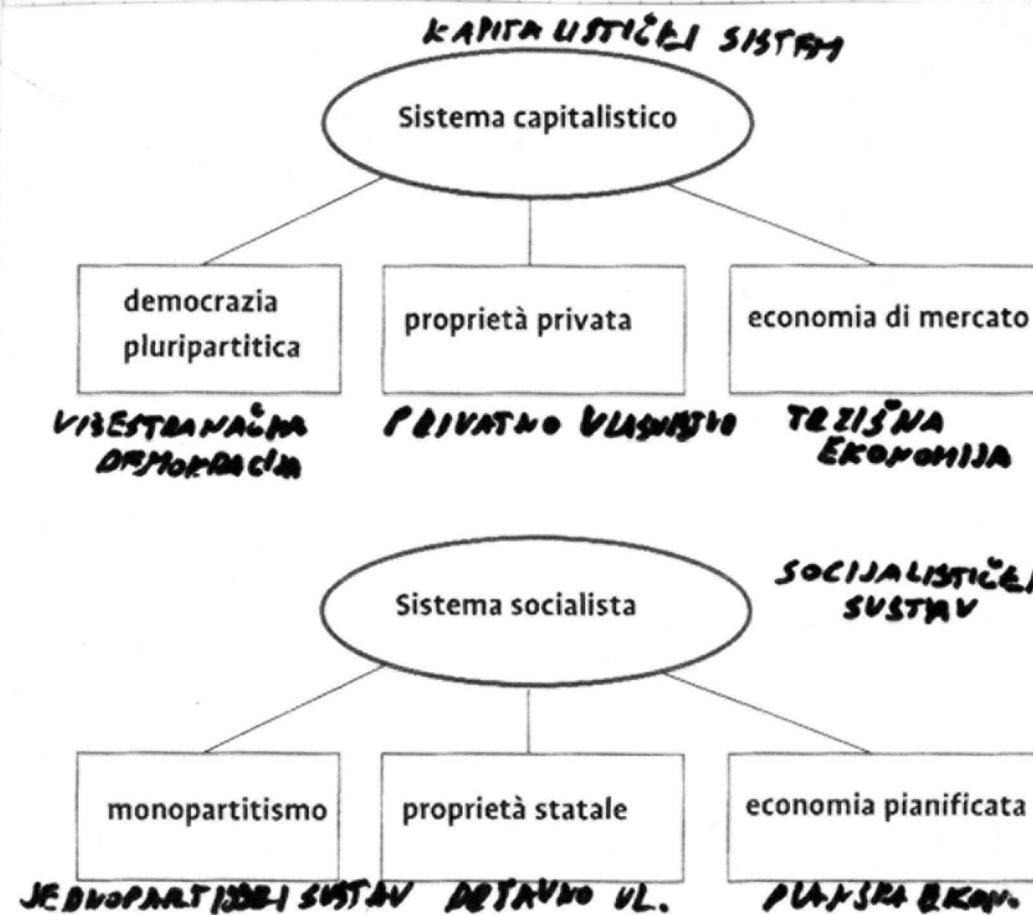 KAPITALISTIČKI SISTEM
Sistema capitalistico
democrazia
pluripartitica
proprietà privata
economia di mercato
VIŠESTRANAČKA
DEMOKRACIJA
PRIVATNO VLASNIŠTVO
TRZIŠNA
EKONOMIJA
Sistema socialista
SOCIJALISTIČKI
SUSTAV
monopartitismo
proprietà statale
economia pianificata
JEDNOPARTIJSKI SUSTAV
DRŽAVNO VL.
PLANSKA EKON.